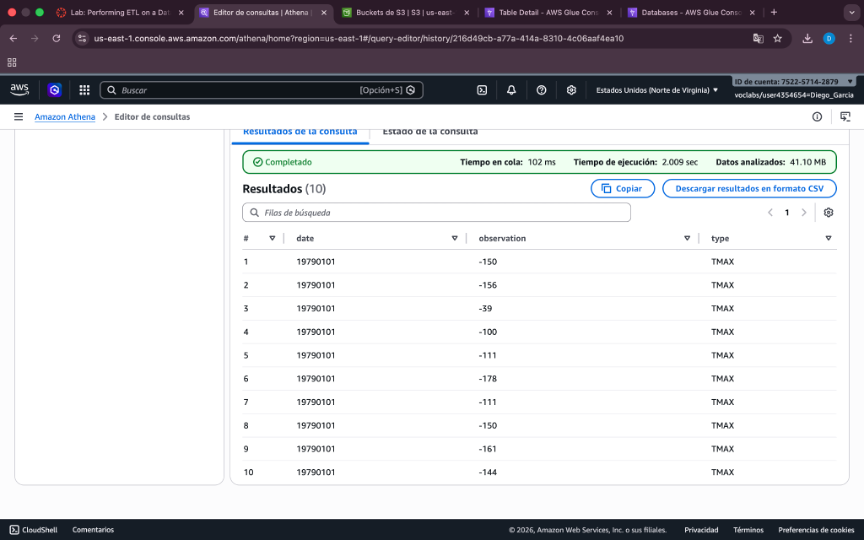 Lab: Performing ETL on a Dat
Editor de consultas | Athena
Buckets de S3 | S3 | us-east-
Table Detail - AWS Glue Cons
Databases - AWS Glue Consc
us-east-1.console.aws.amazon.com/athena/home?region=us-east-1#/query-editor/history/216d49cb-a77a-414a-8310-4c06aaf4ea10
D
aws
Buscar
[Opción+S]
Estados Unidos (Norte de Virginia)
ID de cuenta: 7522-5714-2879
voclabs/user4354654=Diego_Garcia
Amazon Athena > Editor de consultas
Resultados de la consulta Estado de la consulta
Completado Tiempo en cola: 102 ms Tiempo de ejecución: 2.009 sec Datos analizados: 41.10 MB
Resultados (10) Copiar Descargar resultados en formato CSV
Filas de búsqueda < 1 >
# date observation type
1 19790101 -150 TMAX
2 19790101 -156 TMAX
3 19790101 -39 TMAX
4 19790101 -100 TMAX
5 19790101 -111 TMAX
6 19790101 -178 TMAX
7 19790101 -111 TMAX
8 19790101 -150 TMAX
9 19790101 -161 TMAX
10 19790101 -144 TMAX
CloudShell Comentarios © 2026, Amazon Web Services, Inc. o sus filiales. Privacidad Términos Preferencias de cookies